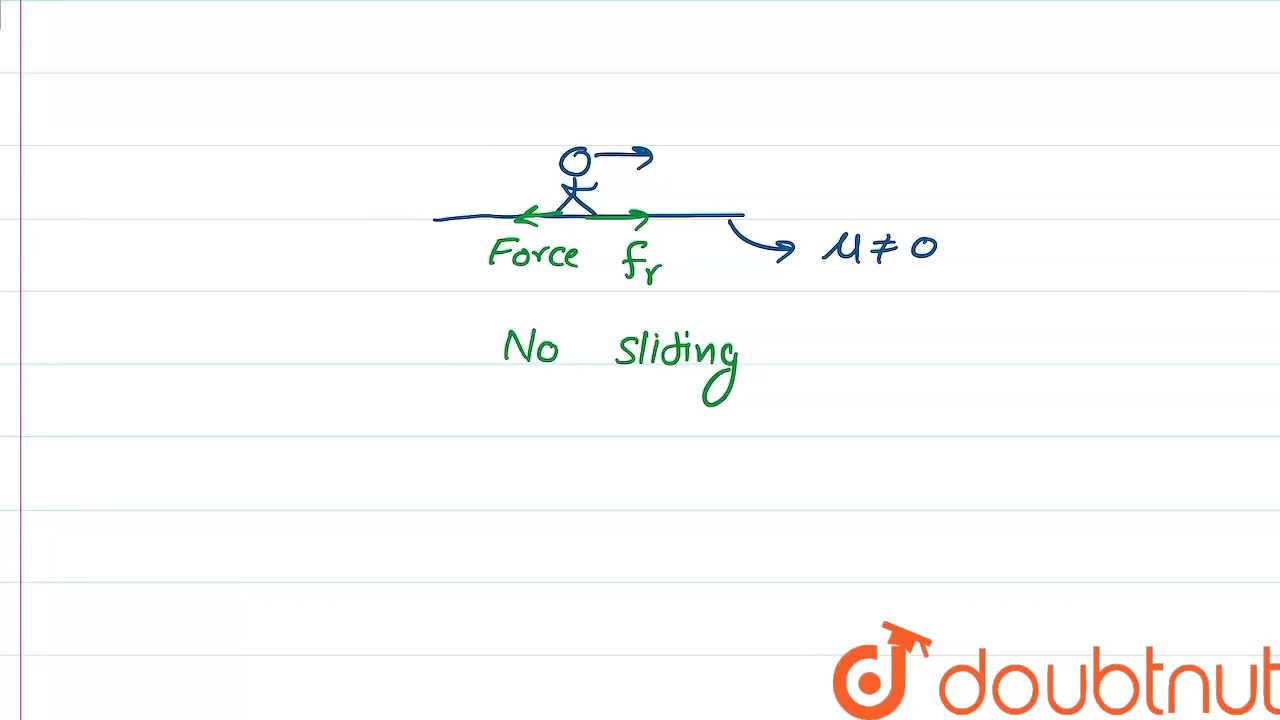 μ ≠ 0
Force fr
No sliding
doubtnut